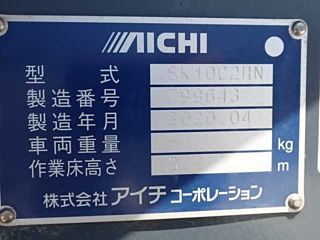 AICHI
型式 SK10C2RN
製造番号 799643
製造年月 2020.04
車両重量 kg
作業床高さ m
株式会社アイチコーポレーション